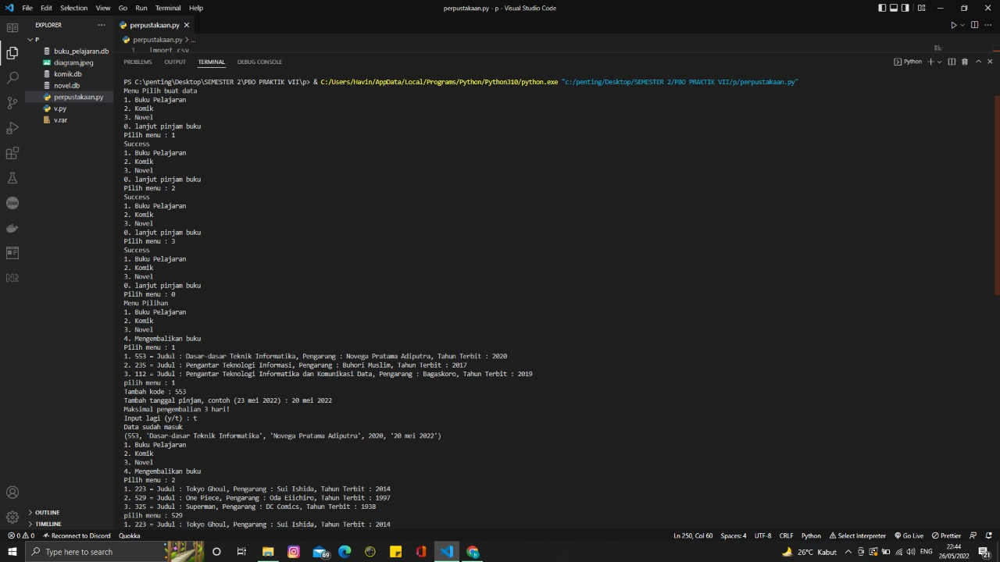 File Edit Selection View Go Run Terminal Help perpustakaan.py - p - Visual Studio Code
EXPLORER
P
buku_pelajaran.db
diagram.jpeg
komik.db
novel.db
perpustakaan.py
v.py
v.rar
OUTLINE
TIMELINE
perpustakaan.py
perpustakaan.py > ...
1 import csv
PROBLEMS OUTPUT TERMINAL DEBUG CONSOLE
Python
PS C:\penting\Desktop\SEMESTER 2\PBO PRAKTIK VII\p> & C:/Users/Havin/AppData/Local/Programs/Python/Python310/python.exe "c:/penting/Desktop/SEMESTER 2/PBO PRAKTIK VII/p/perpustakaan.py"
Menu Pilih buat data
1. Buku Pelajaran
2. Komik
3. Novel
0. lanjut pinjam buku
Pilih menu : 1
Success
1. Buku Pelajaran
2. Komik
3. Novel
0. lanjut pinjam buku
Pilih menu : 2
Success
1. Buku Pelajaran
2. Komik
3. Novel
0. lanjut pinjam buku
Pilih menu : 3
Success
1. Buku Pelajaran
2. Komik
3. Novel
0. lanjut pinjam buku
Pilih menu : 0
Menu Pilihan
1. Buku Pelajaran
2. Komik
3. Novel
4. Mengembalikan buku
Pilih menu : 1
1. 553 = Judul : Dasar-dasar Teknik Informatika, Pengarang : Novega Pratama Adiputra, Tahun Terbit : 2020
2. 235 = Judul : Pengantar Teknologi Informasi, Pengarang : Buhori Muslim, Tahun Terbit : 2017
3. 112 = Judul : Pengantar Teknologi Informatika dan Komunikasi Data, Pengarang : Bagaskoro, Tahun Terbit : 2019
pilih menu : 1
Tambah kode : 553
Tambah tanggal pinjam, contoh (23 mei 2022) : 20 mei 2022
Maksimal pengembalian 3 hari!
Input lagi (y/t) : t
Data sudah masuk
(553, 'Dasar-dasar Teknik Informatika', 'Novega Pratama Adiputra', 2020, '20 mei 2022')
1. Buku Pelajaran
2. Komik
3. Novel
4. Mengembalikan buku
Pilih menu : 2
1. 223 = Judul : Tokyo Ghoul, Pengarang : Sui Ishida, Tahun Terbit : 2014
2. 529 = Judul : One Piece, Pengarang : Oda Eiichiro, Tahun Terbit : 1997
3. 325 = Judul : Superman, Pengarang : DC Comics, Tahun Terbit : 1938
pilih menu : 529
1. 223 = Judul : Tokyo Ghoul, Pengarang : Sui Ishida, Tahun Terbit : 2014
0 0 Reconnect to Discord Quokka Ln 250, Col 60 Spaces: 4 UTF-8 CRLF Python Select Interpreter Go Live Prettier
Type here to search 69 26°C Kabut ENG 22:44
26/05/2022